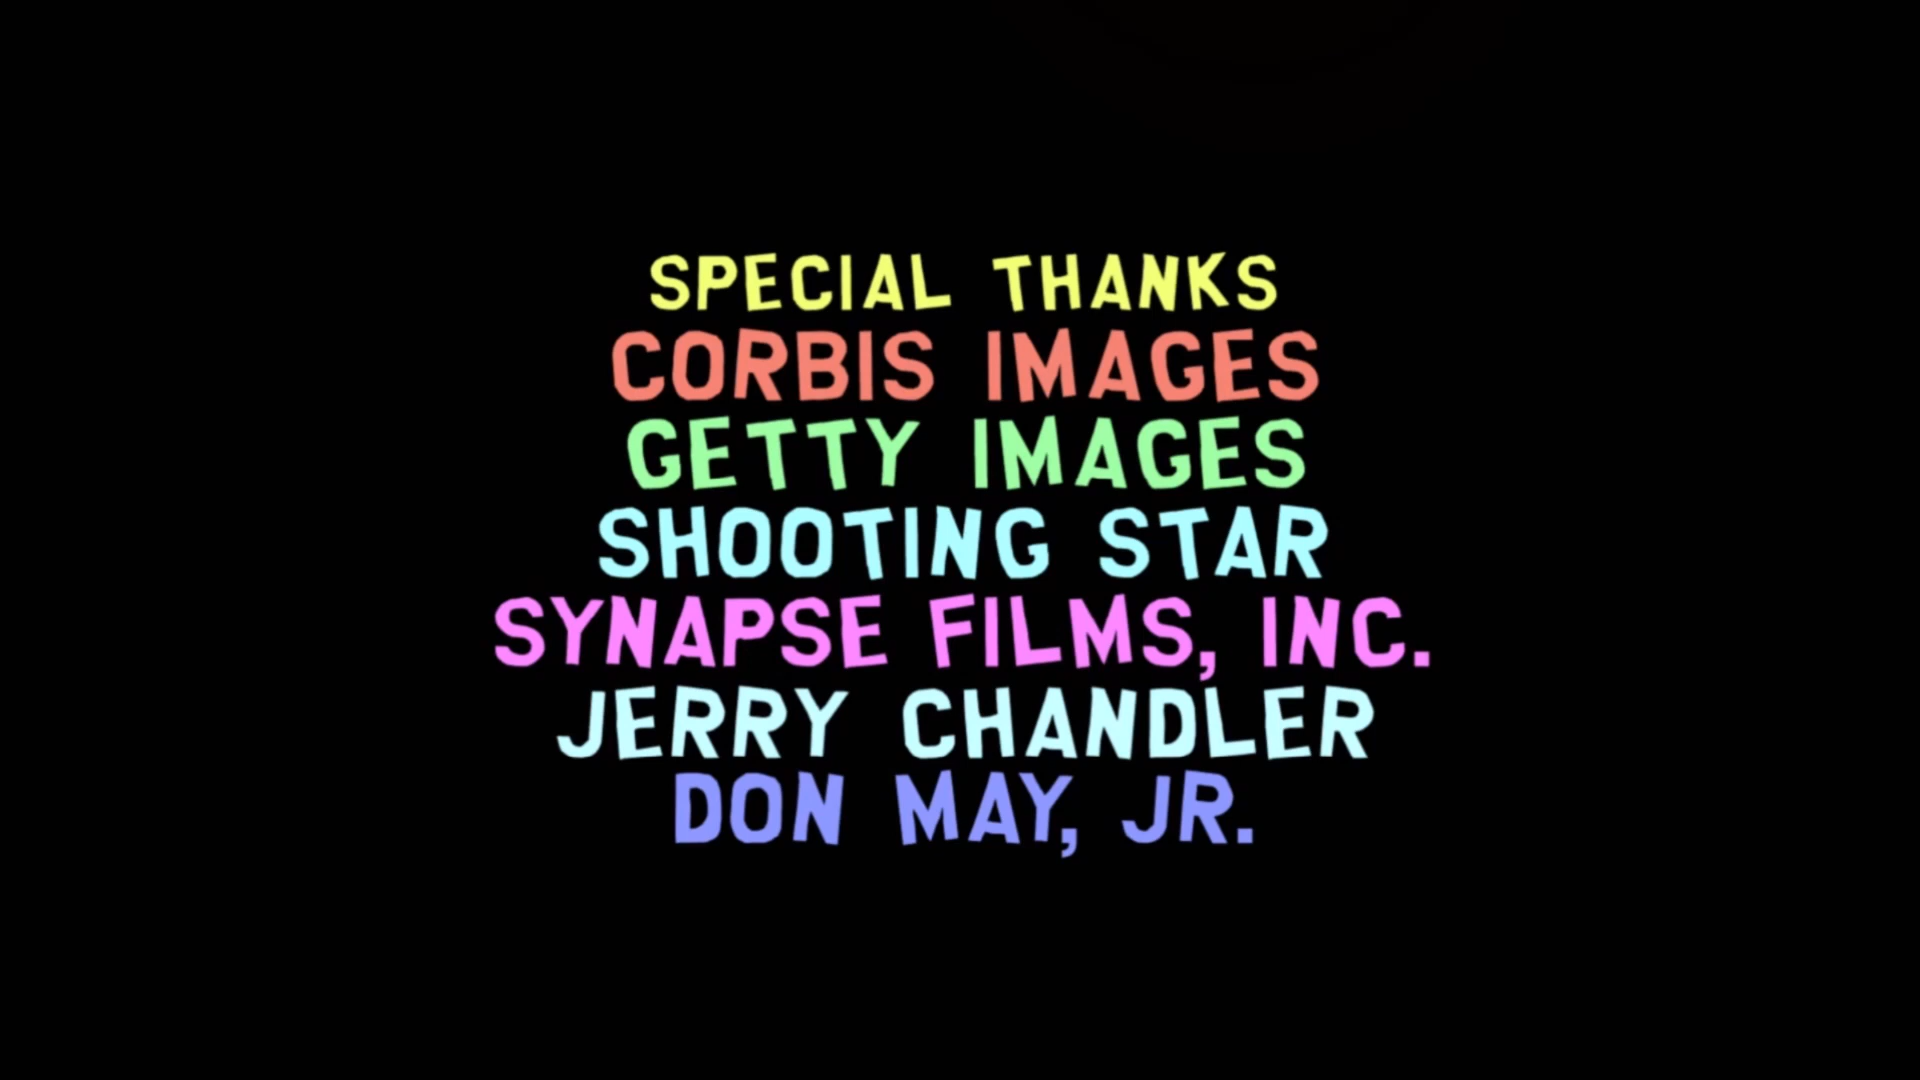 SPECIAL THANKS
CORBIS IMAGES
GETTY IMAGES
SHOOTING STAR
SYNAPSE FILMS, INC.
JERRY CHANDLER
DON MAY, JR.